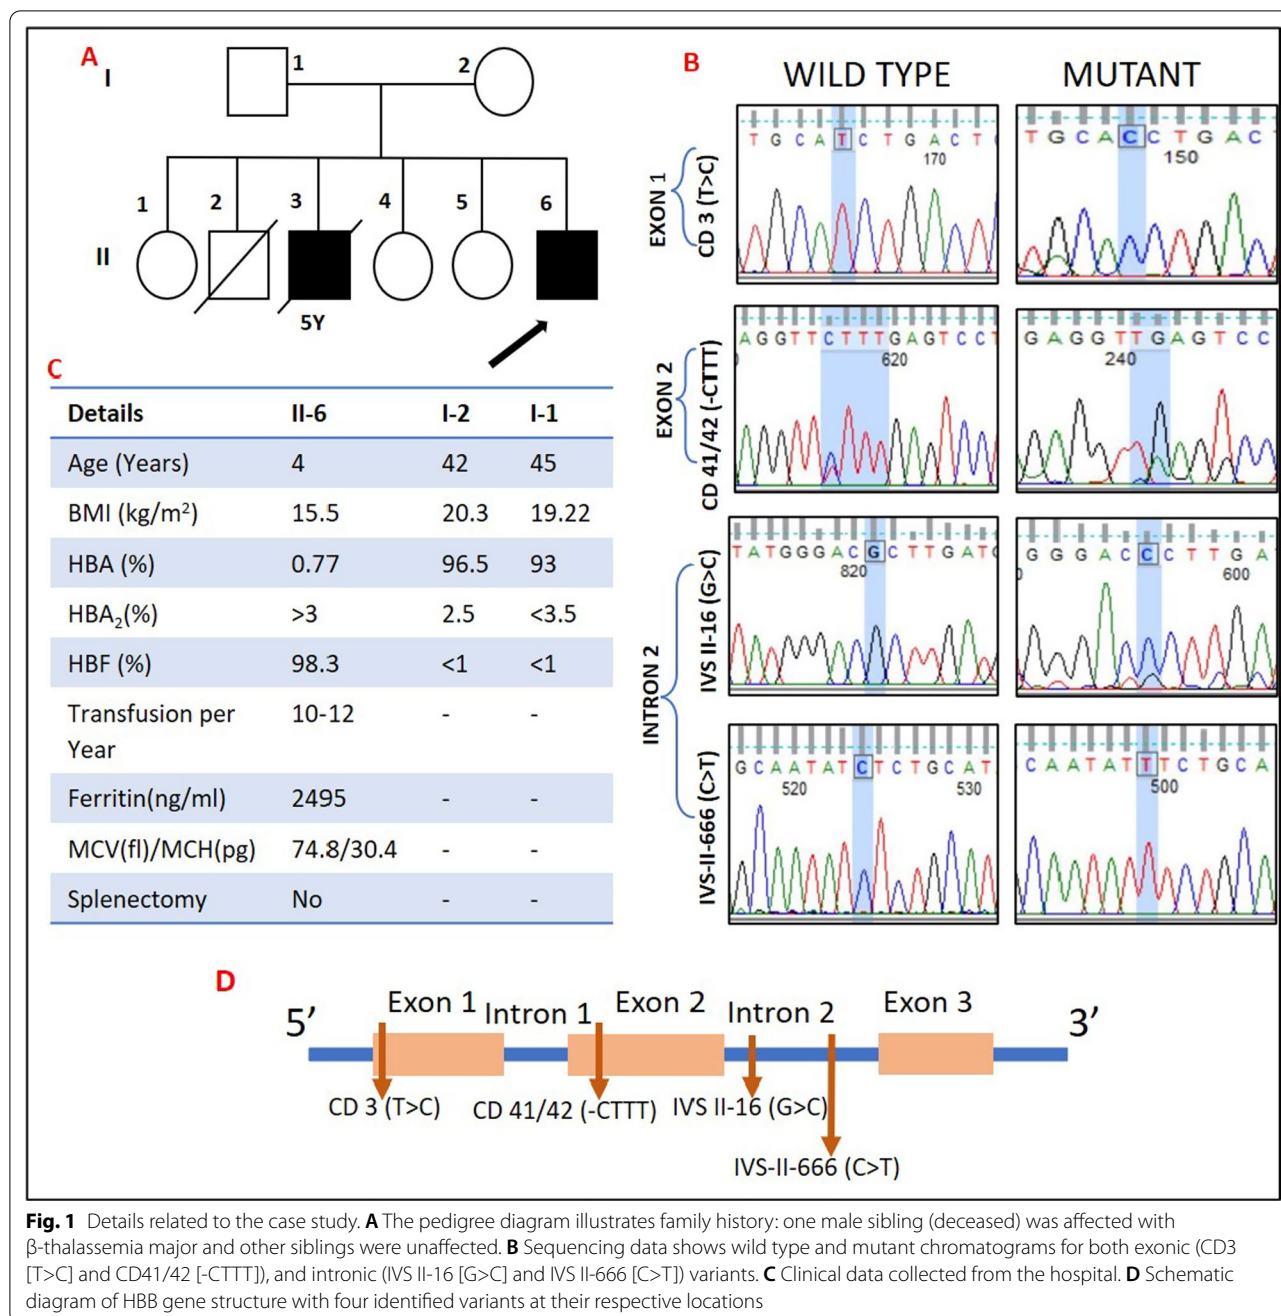 A
I
1
2
1
2
3
4
5
6
II
5Y
B
WILD TYPE
MUTANT
EXON 1
CD 3 (T>C)
T G C A T C T G A C T
170
T G C A C C T G A C
150
EXON 2
CD 41/42 (-CTTT)
A G G T T C T T T G A G T C C T
620
G A G G T T G A G T C C
240
INTRON 2
IVS II-16 (G>C)
T A T G G G A C G C T T G A T G
820
G G G A C C C T T G A
600
IVS-II-666 (C>T)
G C A A T A T C T C T G C A T
520
530
C A A T A T T T C T G C A
500
C
Details II-6 I-2 I-1
Age (Years) 4 42 45
BMI (kg/m²) 15.5 20.3 19.22
HBA (%) 0.77 96.5 93
HBA₂(%) >3 2.5 <3.5
HBF (%) 98.3 <1 <1
Transfusion per 10-12 - -
Year
Ferritin(ng/ml) 2495 - -
MCV(fl)/MCH(pg) 74.8/30.4 - -
Splenectomy No - -
D
5’ Exon 1 Intron 1 Exon 2 Intron 2 Exon 3 3’
CD 3 (T>C) CD 41/42 (-CTTT) IVS II-16 (G>C)
IVS-II-666 (C>T)
Fig. 1 Details related to the case study. A The pedigree diagram illustrates family history: one male sibling (deceased) was affected with
β-thalassemia major and other siblings were unaffected. B Sequencing data shows wild type and mutant chromatograms for both exonic (CD3
[T>C] and CD41/42 [-CTTT]), and intronic (IVS II-16 [G>C] and IVS II-666 [C>T]) variants. C Clinical data collected from the hospital. D Schematic
diagram of HBB gene structure with four identified variants at their respective locations